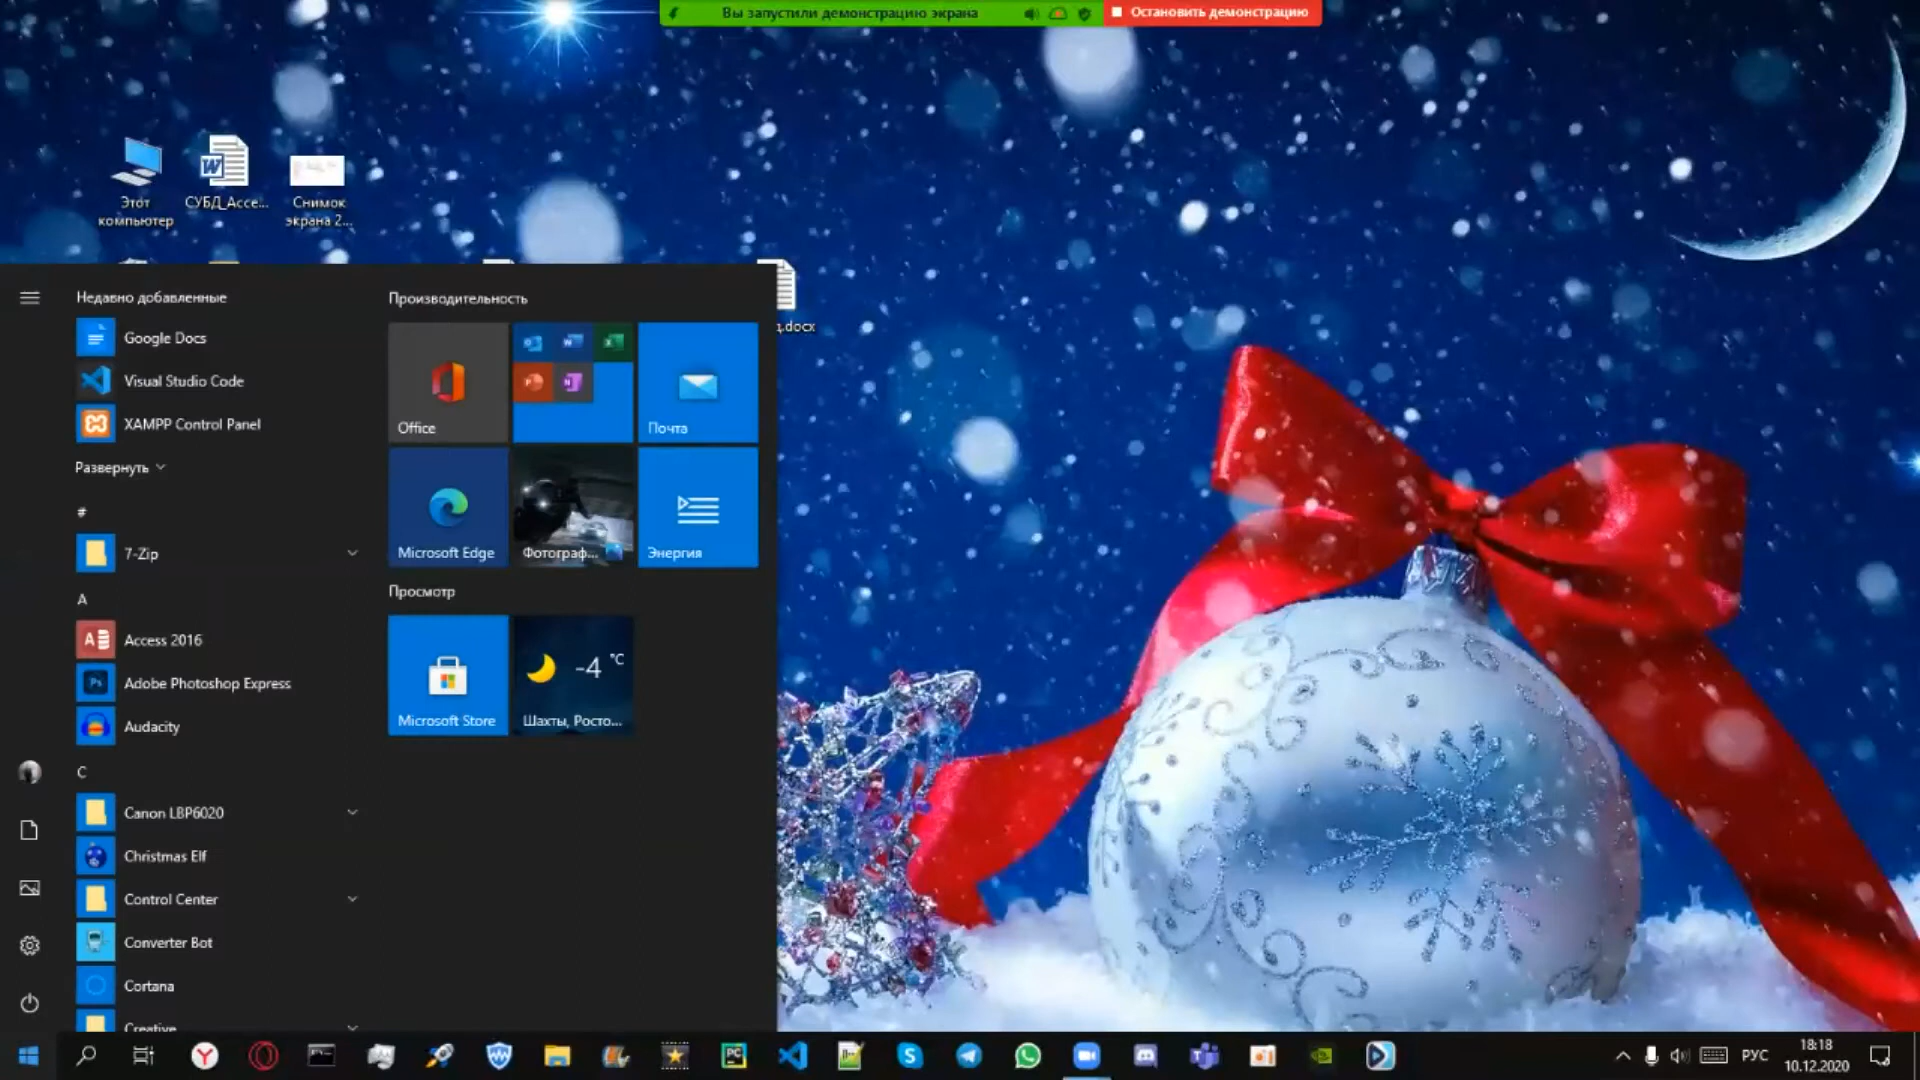 Вы запустили демонстрацию экрана
Остановить демонстрацию
Этот
компьютер
СУБД_Acce...
Снимок
экрана 2...
.docx
Недавно добавленные
Google Docs
Visual Studio Code
XAMPP Control Panel
Развернуть
#
7-Zip
A
Access 2016
Adobe Photoshop Express
Audacity
C
Canon LBP6020
Christmas Elf
Control Center
Converter Bot
Cortana
Creative
Производительность
Office
Почта
Microsoft Edge
Фотограф...
Энергия
Просмотр
Microsoft Store
-4 °C
Шахты, Росто...
РУС
18:18
10.12.2020